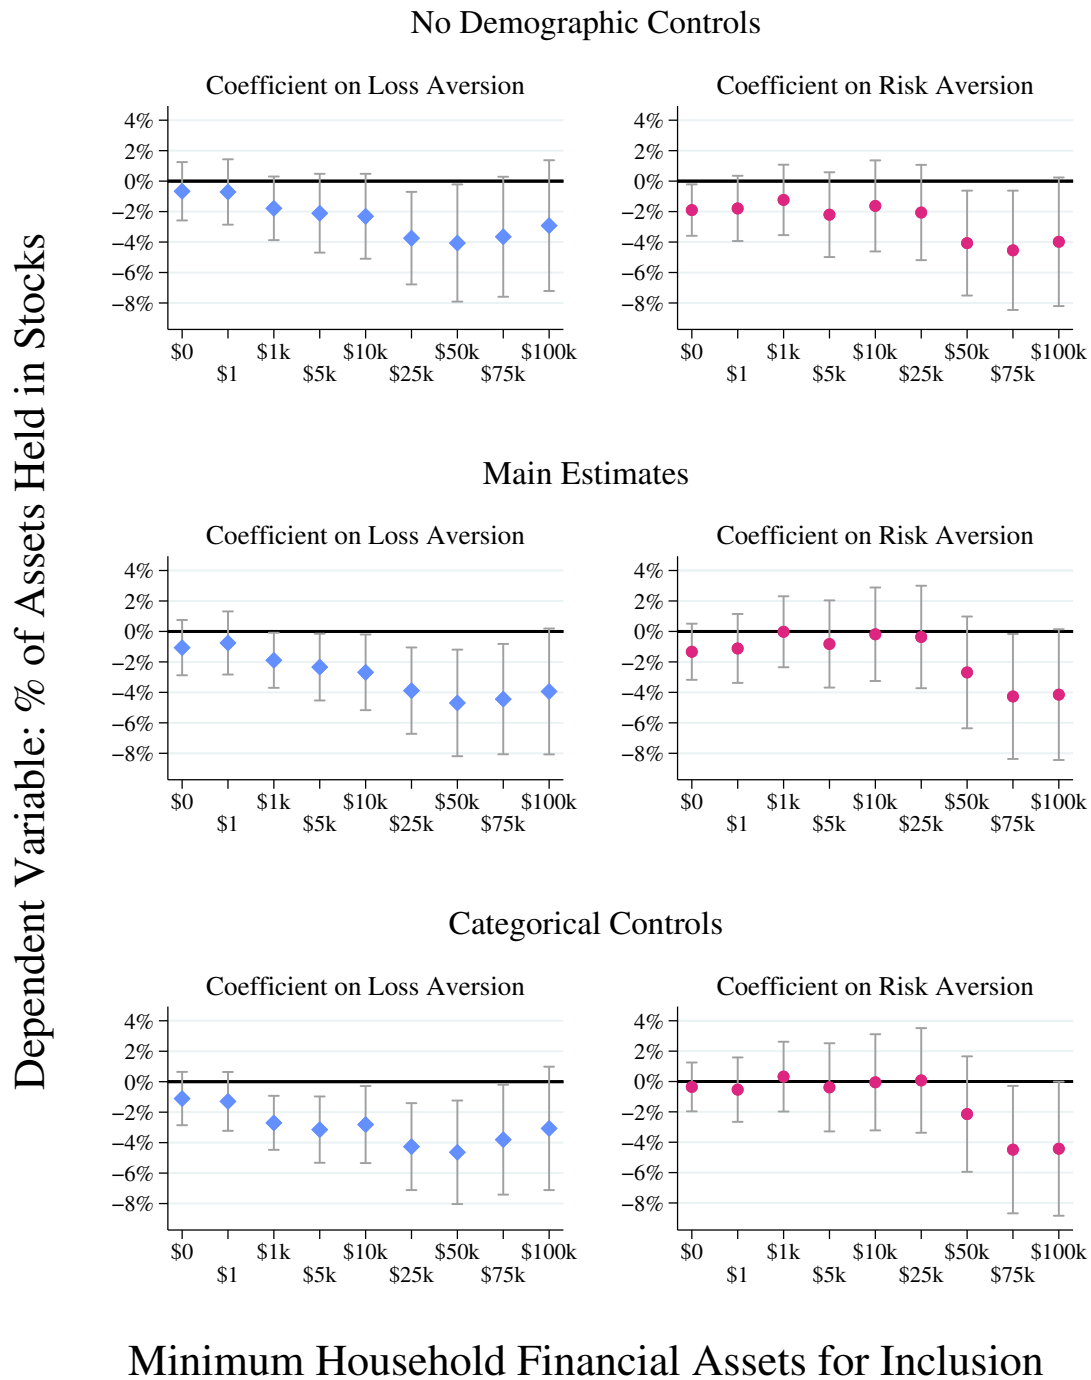 Dependent Variable: % of Assets Held in Stocks
No Demographic Controls
Coefficient on Loss Aversion
4%
2%
0%
−2%
−4%
−6%
−8%
$0 $1k $10k $50k $100k
$1 $5k $25k $75k
Coefficient on Risk Aversion
4%
2%
0%
−2%
−4%
−6%
−8%
$0 $1k $10k $50k $100k
$1 $5k $25k $75k
Main Estimates
Coefficient on Loss Aversion
4%
2%
0%
−2%
−4%
−6%
−8%
$0 $1k $10k $50k $100k
$1 $5k $25k $75k
Coefficient on Risk Aversion
4%
2%
0%
−2%
−4%
−6%
−8%
$0 $1k $10k $50k $100k
$1 $5k $25k $75k
Categorical Controls
Coefficient on Loss Aversion
4%
2%
0%
−2%
−4%
−6%
−8%
$0 $1k $10k $50k $100k
$1 $5k $25k $75k
Coefficient on Risk Aversion
4%
2%
0%
−2%
−4%
−6%
−8%
$0 $1k $10k $50k $100k
$1 $5k $25k $75k
Minimum Household Financial Assets for Inclusion